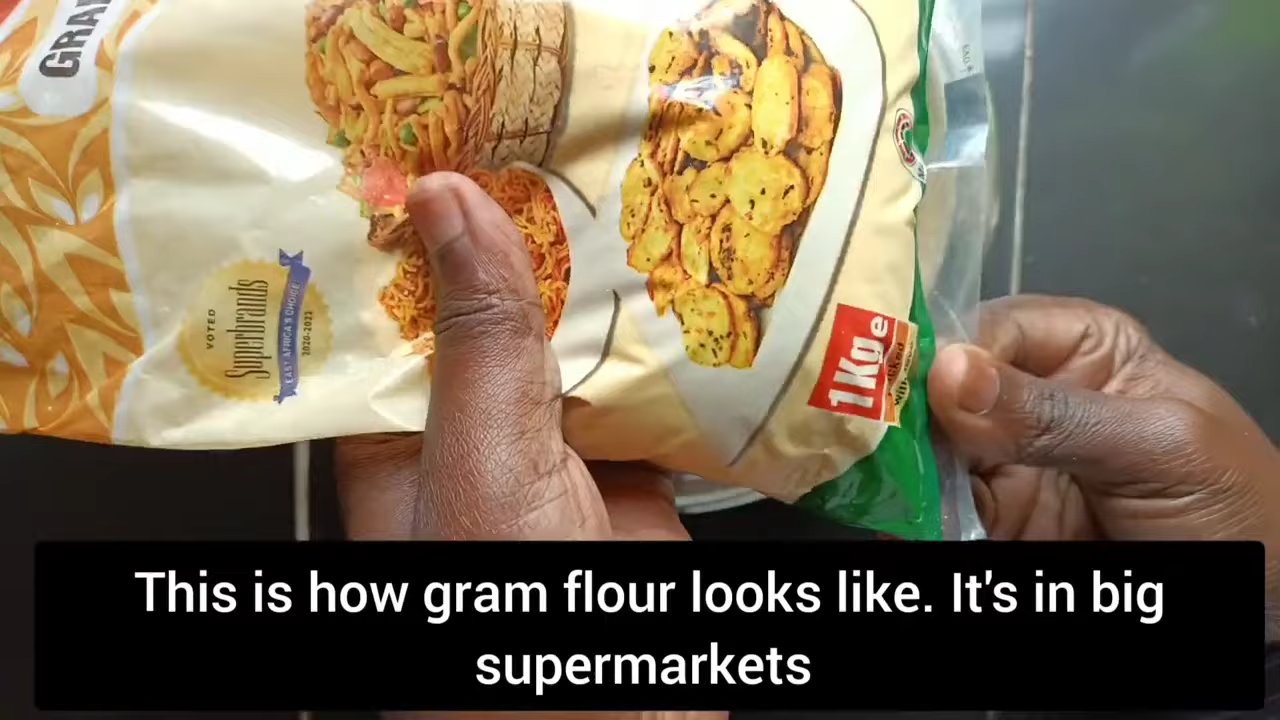 GRA
VOTED
Superbrands
EAST AFRICA'S CHOICE
2020-2021
1Kg e
This is how gram flour looks like. It's in big
supermarkets